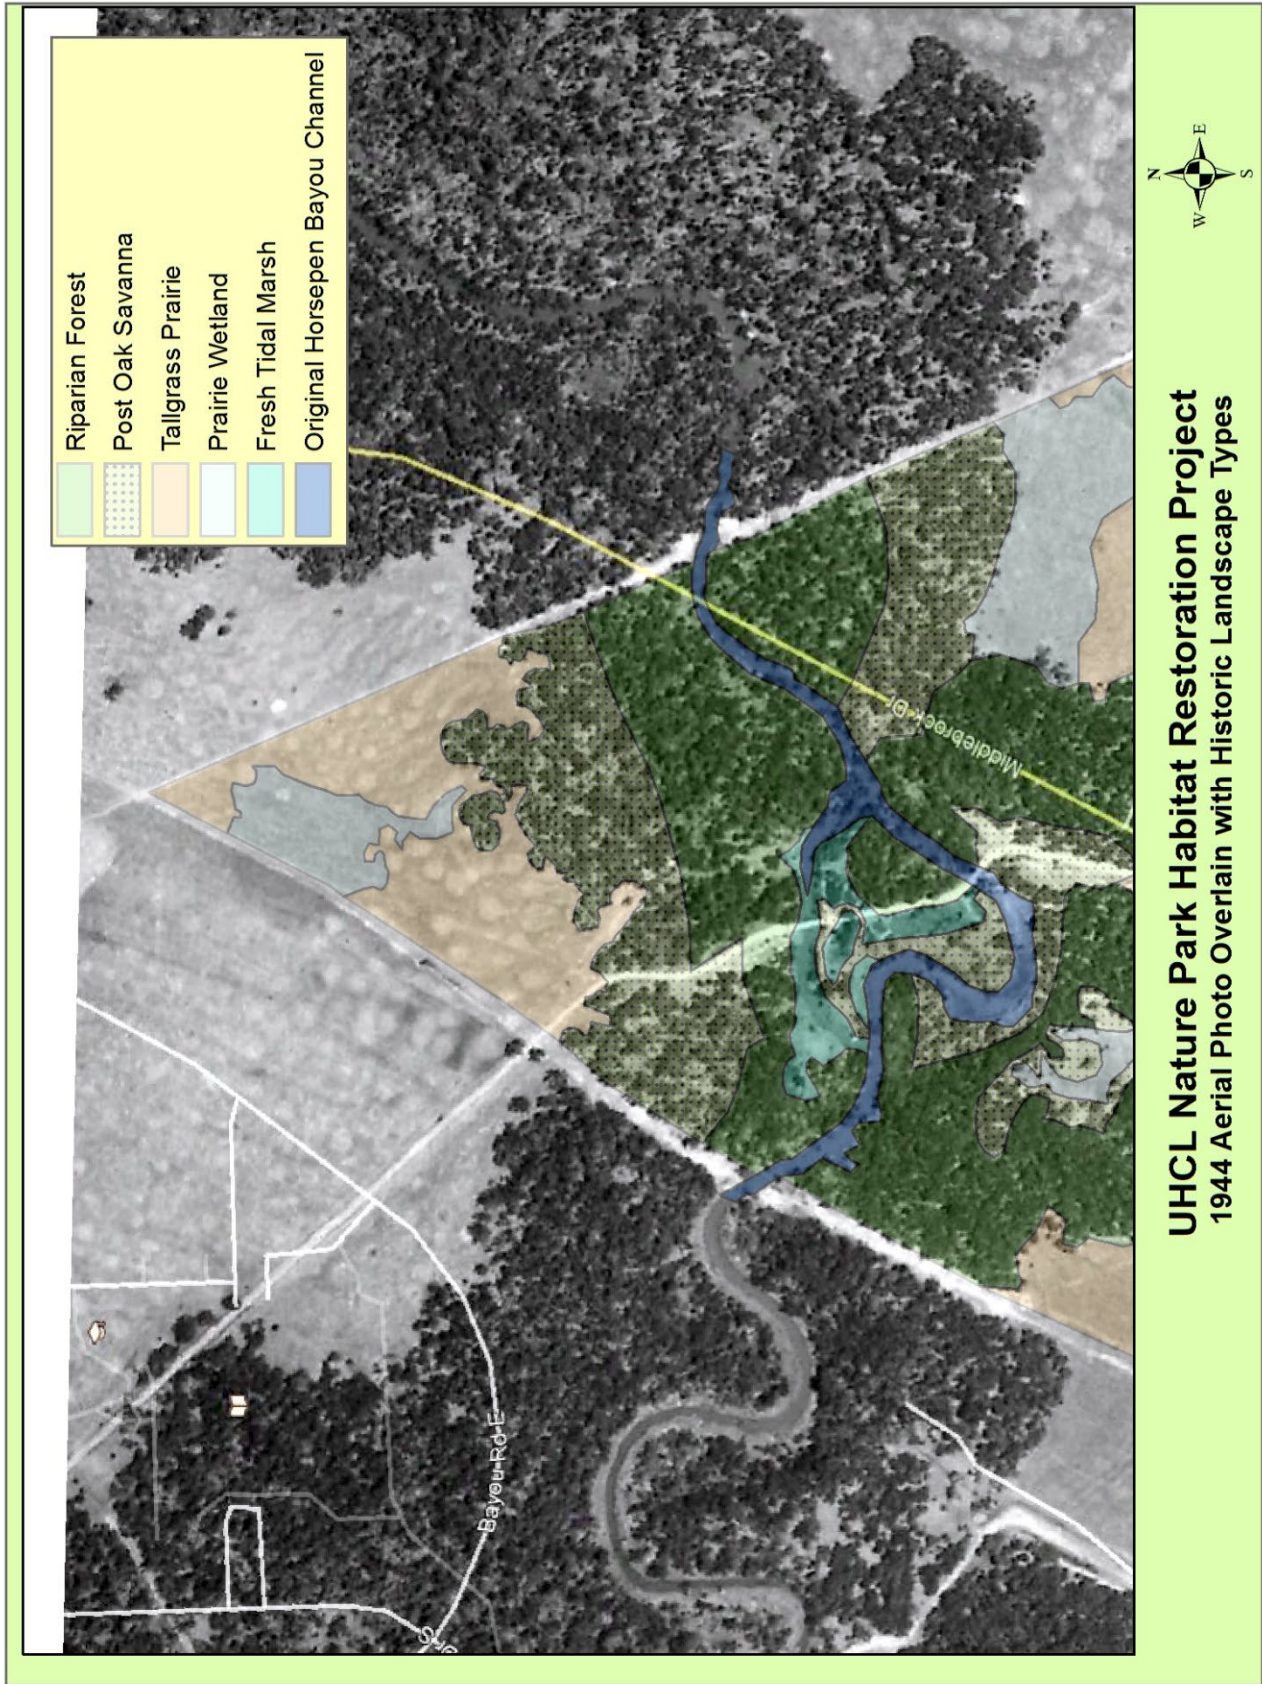 Riparian Forest
Post Oak Savanna
Tallgrass Prairie
Prairie Wetland
Fresh Tidal Marsh
Original Horsepen Bayou Channel
Bayou Rd E
Middlebrook Dr
N
W E
S
UHCL Nature Park Habitat Restoration Project
1944 Aerial Photo Overlain with Historic Landscape Types